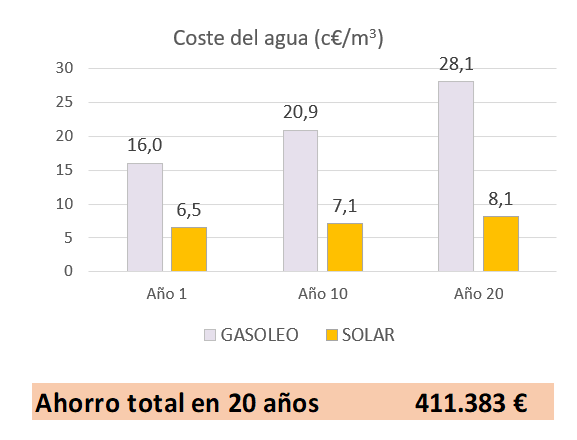 Coste del agua (c€/m³)
30
25
20
15
10
5
0
16,0
6,5
20,9
7,1
28,1
8,1
Año 1
Año 10
Año 20
GASOLEO
SOLAR
Ahorro total en 20 años 411.383 €